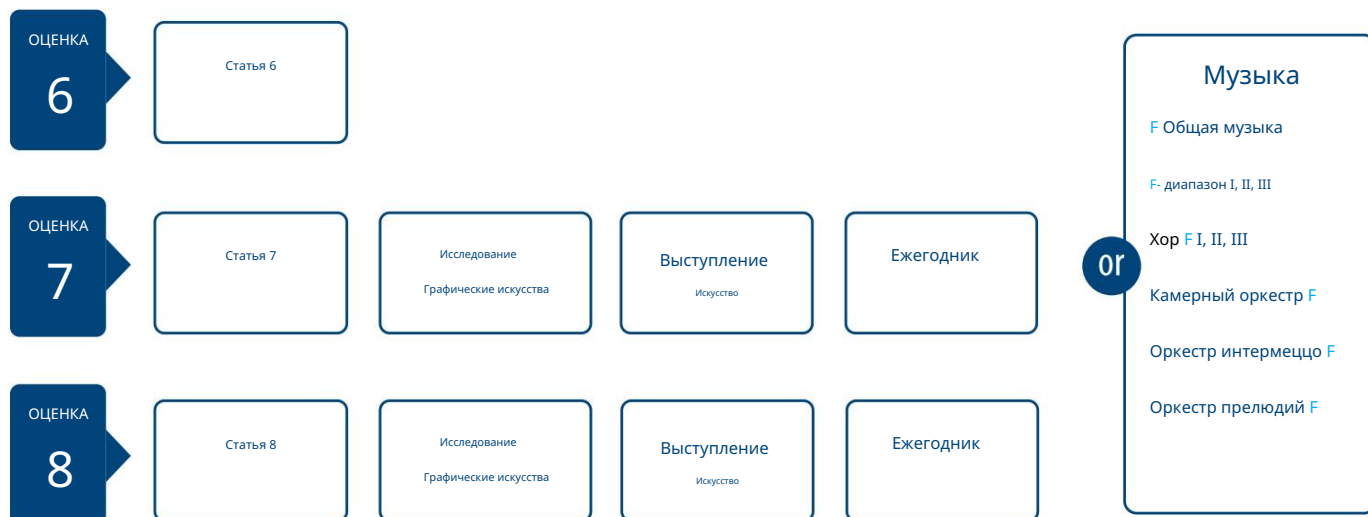 ОЦЕНКА
6
Статья 6
ОЦЕНКА
7
Статья 7
Исследование
Графические искусства
Выступление
Искусство
Ежегодник
ОЦЕНКА
8
Статья 8
Исследование
Графические искусства
Выступление
Искусство
Ежегодник
or
Музыка
F Общая музыка
F- диапазон I, II, III
Хор F I, II, III
Камерный оркестр F
Оркестр интермеццо F
Оркестр прелюдий F